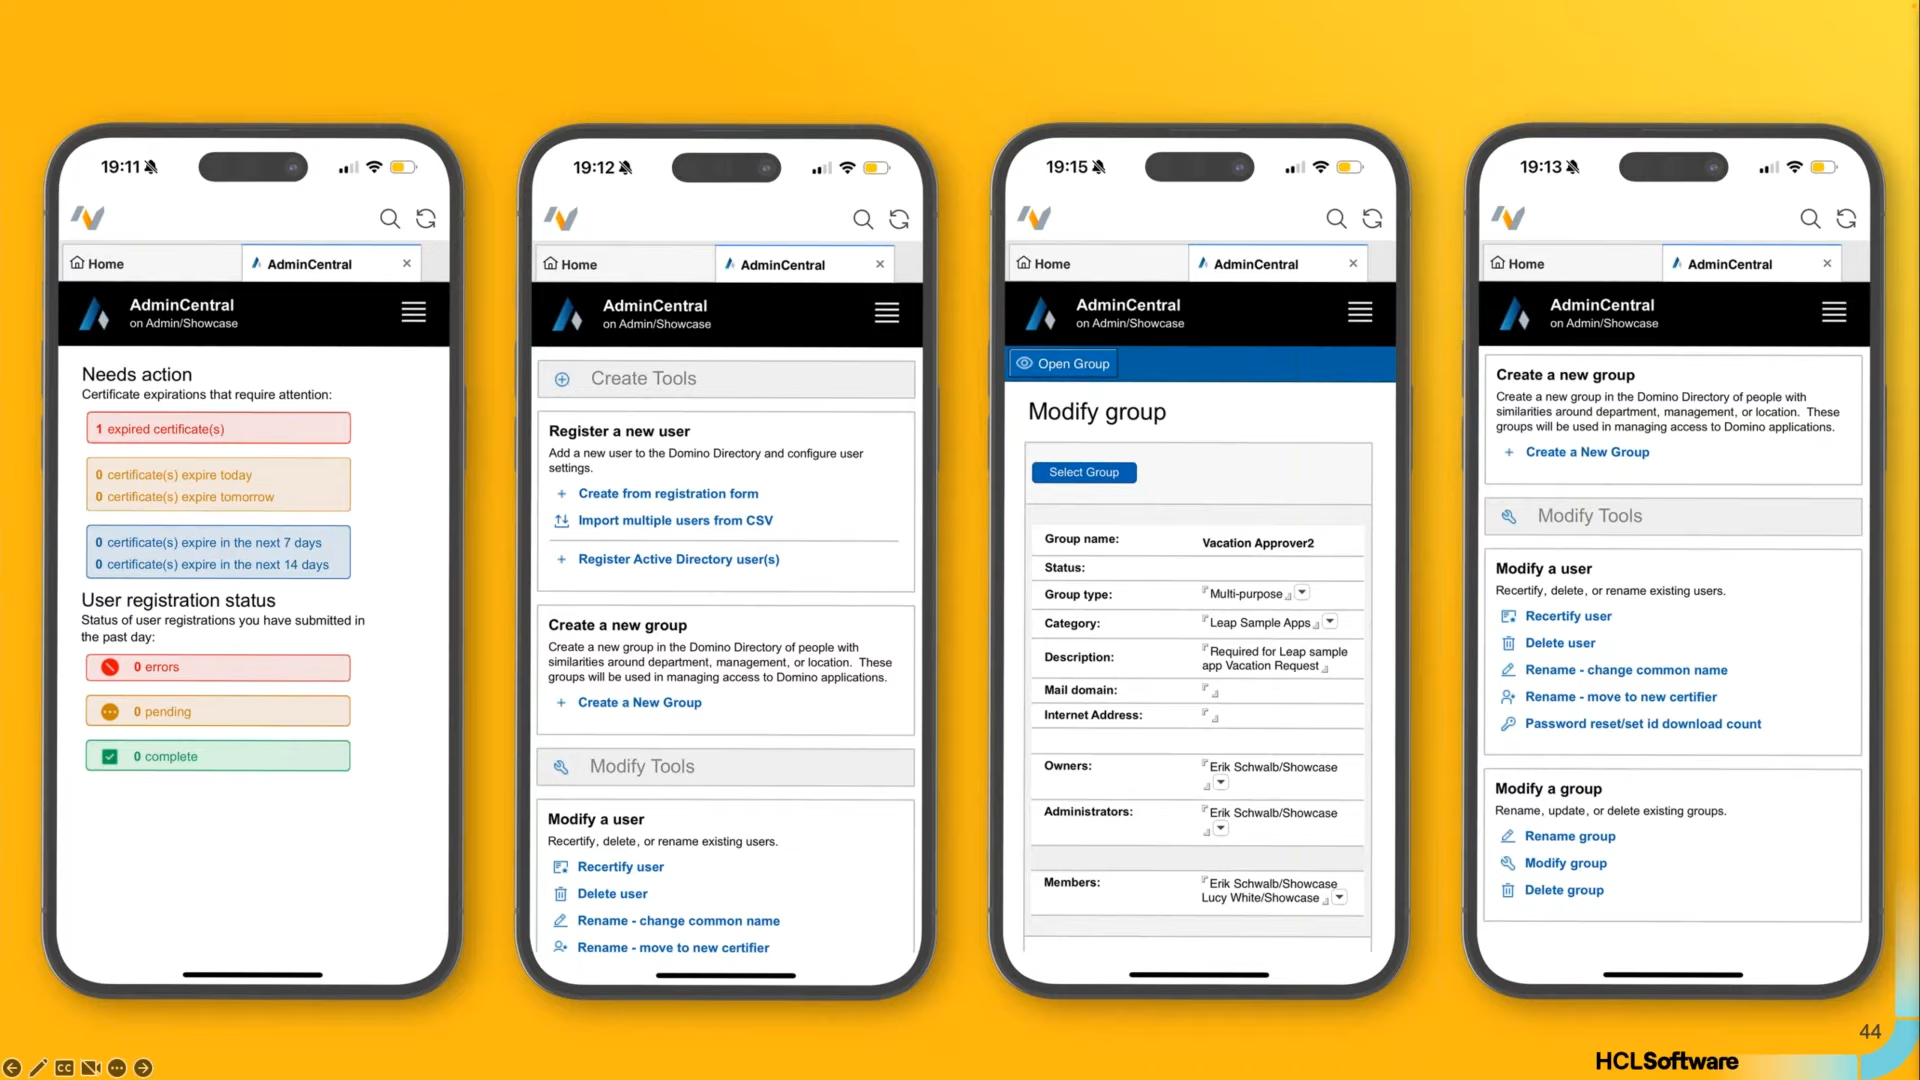 19:11
Home
AdminCentral
AdminCentral
on Admin/Showcase
Needs action
Certificate expirations that require attention:
1 expired certificate(s)
0 certificate(s) expire today
0 certificate(s) expire tomorrow
0 certificate(s) expire in the next 7 days
0 certificate(s) expire in the next 14 days
User registration status
Status of user registrations you have submitted in
the past day:
0 errors
0 pending
0 complete
19:12
Home
AdminCentral
AdminCentral
on Admin/Showcase
Create Tools
Register a new user
Add a new user to the Domino Directory and configure user
settings.
Create from registration form
Import multiple users from CSV
Register Active Directory user(s)
Create a new group
Create a new group in the Domino Directory of people with
similarities around department, management, or location. These
groups will be used in managing access to Domino applications.
Create a New Group
Modify Tools
Modify a user
Recertify, delete, or rename existing users.
Recertify user
Delete user
Rename - change common name
Rename - move to new certifier
19:15
Home
AdminCentral
AdminCentral
on Admin/Showcase
Open Group
Modify group
Select Group
Group name: Vacation Approver2
Status:
Group type: Multi-purpose
Category: Leap Sample Apps
Description: Required for Leap sample
app Vacation Request
Mail domain:
Internet Address:
Owners: Erik Schwalb/Showcase
Administrators: Erik Schwalb/Showcase
Members: Erik Schwalb/Showcase
Lucy White/Showcase
19:13
Home
AdminCentral
AdminCentral
on Admin/Showcase
Create a new group
Create a new group in the Domino Directory of people with
similarities around department, management, or location. These
groups will be used in managing access to Domino applications.
Create a New Group
Modify Tools
Modify a user
Recertify, delete, or rename existing users.
Recertify user
Delete user
Rename - change common name
Rename - move to new certifier
Password reset/set id download count
Modify a group
Rename, update, or delete existing groups.
Rename group
Modify group
Delete group
44
HCLSoftware
CC